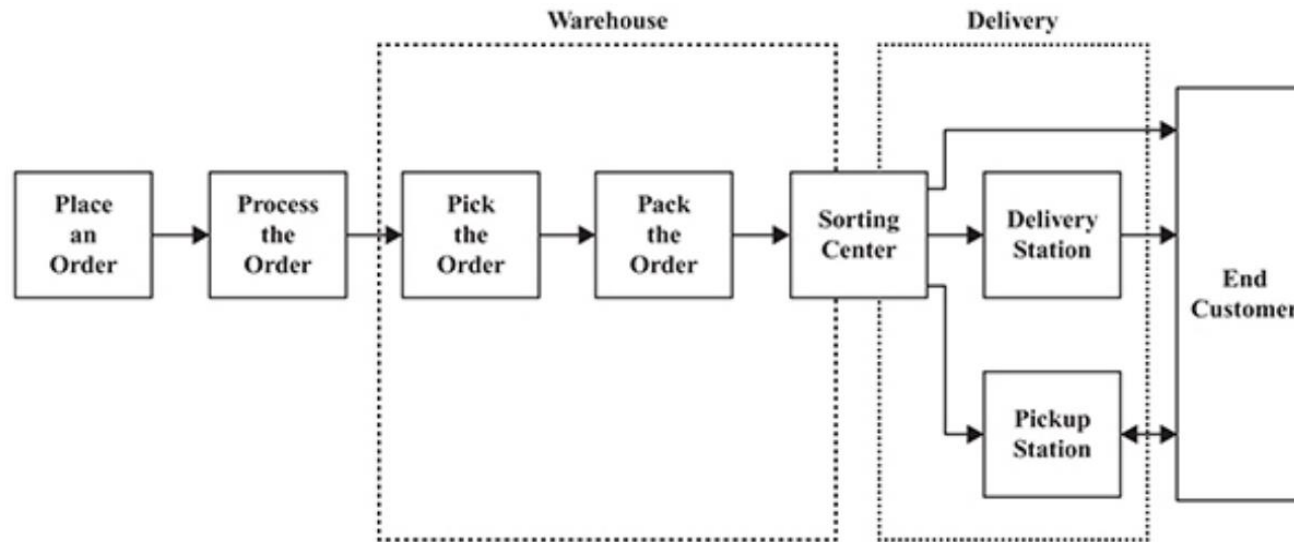 Warehouse
Delivery
Place
an
Order
Process
the
Order
Pick
the
Order
Pack
the
Order
Sorting
Center
Delivery
Station
Pickup
Station
End
Customer